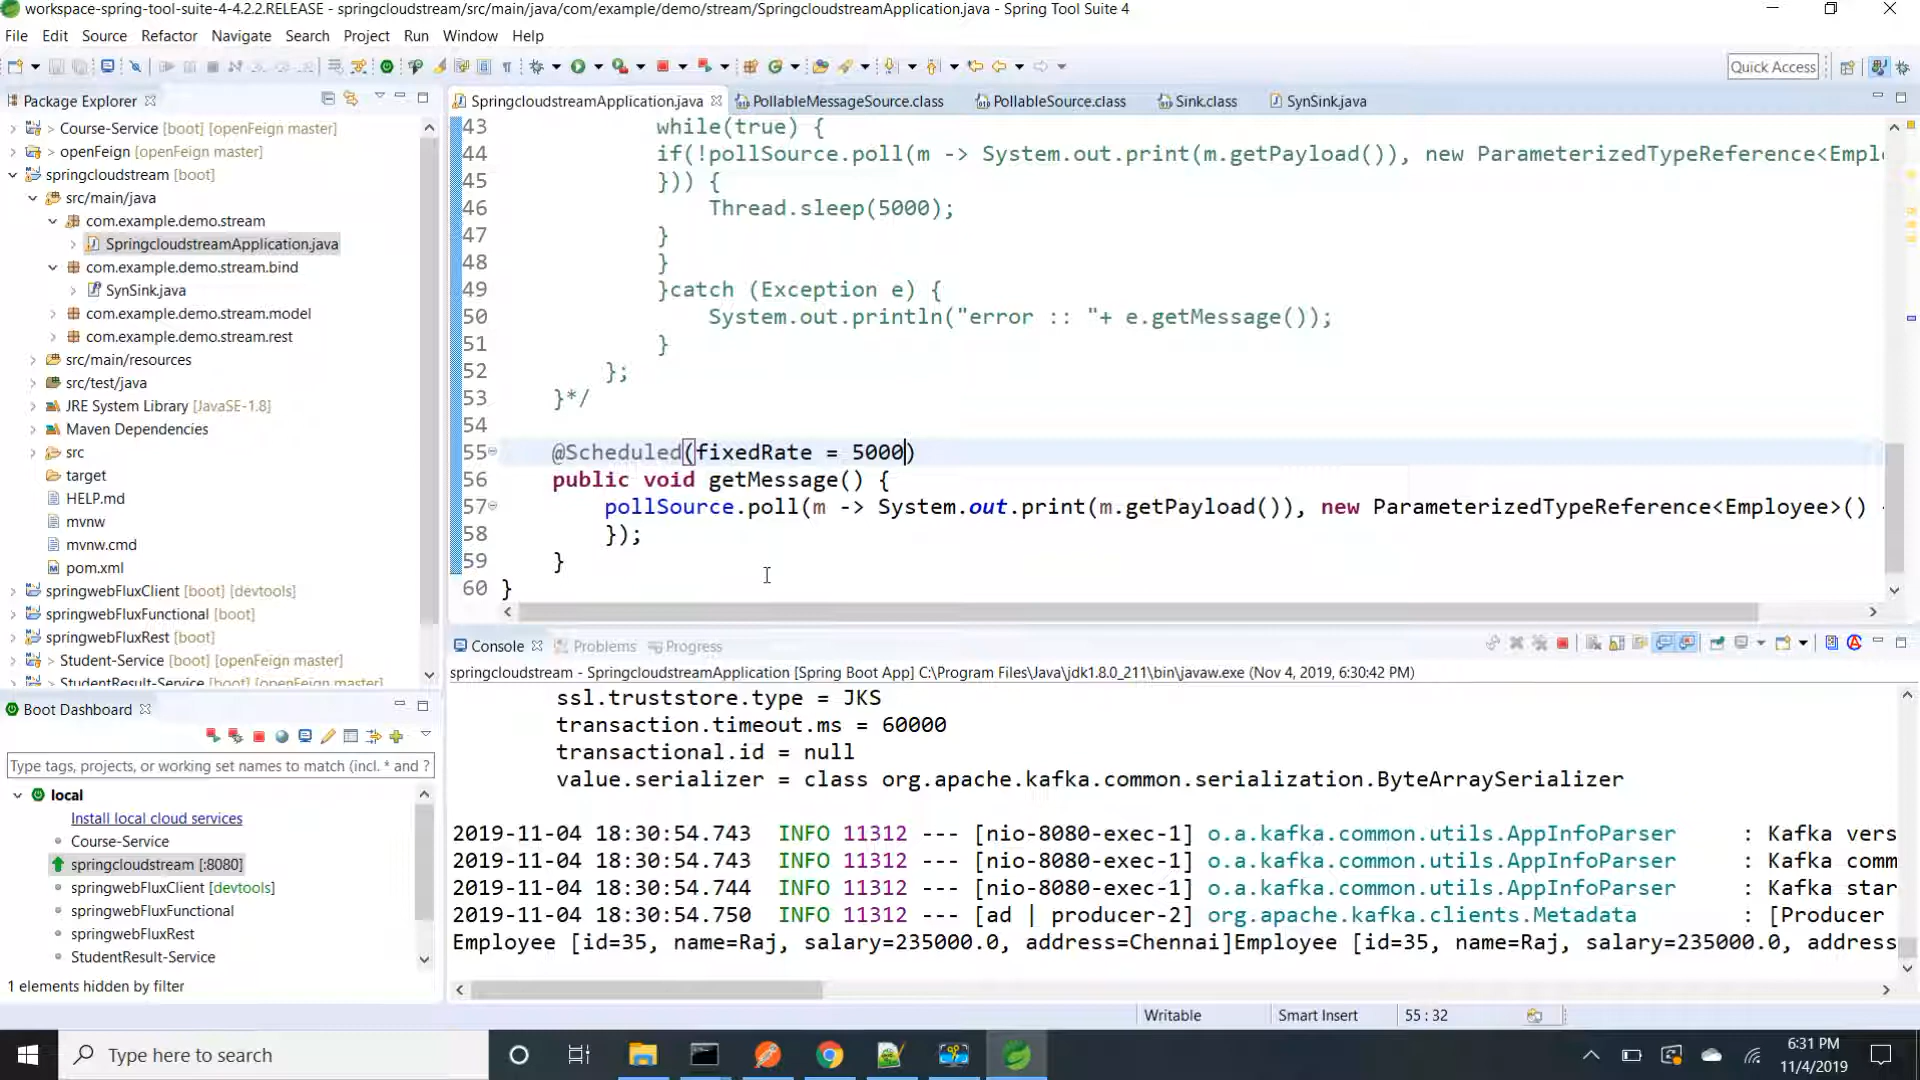 workspace-spring-tool-suite-4-4.2.2.RELEASE - springcloudstream/src/main/java/com/example/demo/stream/SpringcloudstreamApplication.java - Spring Tool Suite 4
File Edit Source Refactor Navigate Search Project Run Window Help
Quick Access
Package Explorer
> Course-Service [boot] [openFeign master]
> openFeign [openFeign master]
springcloudstream [boot]
src/main/java
com.example.demo.stream
SpringcloudstreamApplication.java
com.example.demo.stream.bind
SynSink.java
com.example.demo.stream.model
com.example.demo.stream.rest
src/main/resources
src/test/java
JRE System Library [JavaSE-1.8]
Maven Dependencies
src
target
HELP.md
mvnw
mvnw.cmd
pom.xml
springwebFluxClient [boot] [devtools]
springwebFluxFunctional [boot]
springwebFluxRest [boot]
> Student-Service [boot] [openFeign master]
> StudentResult-Service [openFeign master]
SpringcloudstreamApplication.java PollableMessageSource.class PollableSource.class Sink.class SynSink.java
43 while(true) {
44 if(!pollSource.poll(m -> System.out.print(m.getPayload()), new ParameterizedTypeReference<Empl
45 })) {
46 Thread.sleep(5000);
47 }
48 }
49 }catch (Exception e) {
50 System.out.println("error :: "+ e.getMessage());
51 }
52 };
53 }*/
54
55 @Scheduled(fixedRate = 5000)
56 public void getMessage() {
57 pollSource.poll(m -> System.out.print(m.getPayload()), new ParameterizedTypeReference<Employee>()
58 });
59 }
60 }
Boot Dashboard
Type tags, projects, or working set names to match (incl. * and ?
local
Install local cloud services
Course-Service
springcloudstream [:8080]
springwebFluxClient [devtools]
springwebFluxFunctional
springwebFluxRest
StudentResult-Service
1 elements hidden by filter
Console Problems Progress
springcloudstream - SpringcloudstreamApplication [Spring Boot App] C:\Program Files\Java\jdk1.8.0_211\bin\javaw.exe (Nov 4, 2019, 6:30:42 PM)
ssl.truststore.type = JKS
transaction.timeout.ms = 60000
transactional.id = null
value.serializer = class org.apache.kafka.common.serialization.ByteArraySerializer
2019-11-04 18:30:54.743 INFO 11312 --- [nio-8080-exec-1] o.a.kafka.common.utils.AppInfoParser : Kafka vers
2019-11-04 18:30:54.743 INFO 11312 --- [nio-8080-exec-1] o.a.kafka.common.utils.AppInfoParser : Kafka comm
2019-11-04 18:30:54.744 INFO 11312 --- [nio-8080-exec-1] o.a.kafka.common.utils.AppInfoParser : Kafka star
2019-11-04 18:30:54.750 INFO 11312 --- [ad | producer-2] org.apache.kafka.clients.Metadata : [Producer
Employee [id=35, name=Raj, salary=235000.0, address=Chennai]Employee [id=35, name=Raj, salary=235000.0, address
Writable Smart Insert 55 : 32
Type here to search
6:31 PM
11/4/2019